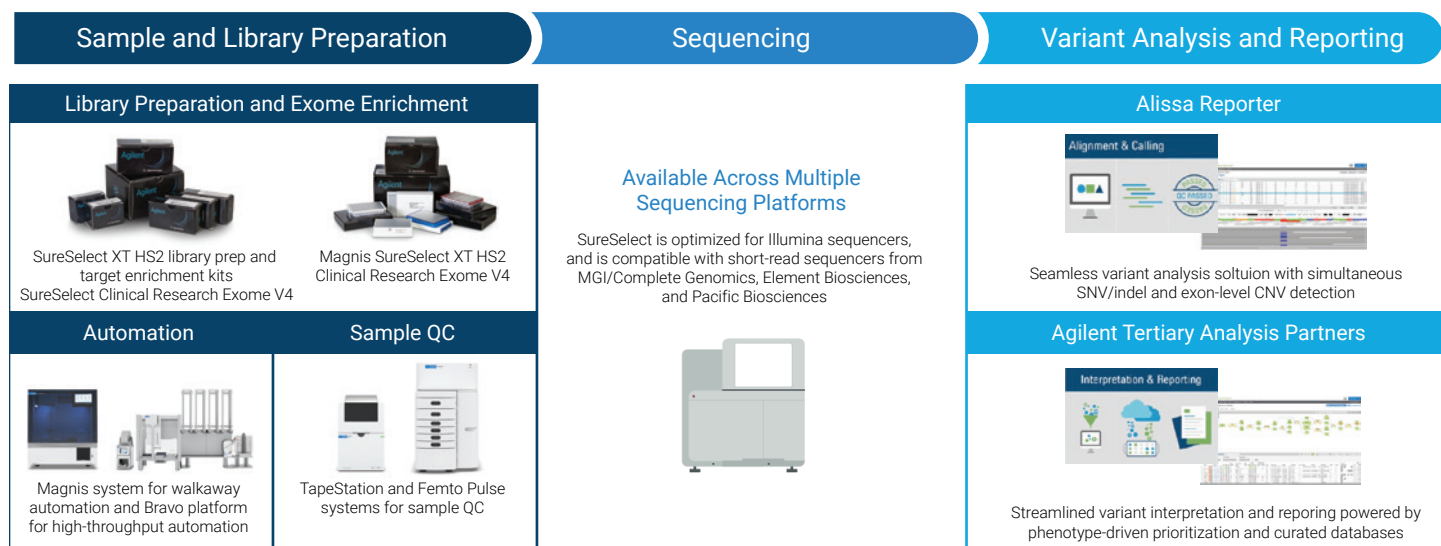 Sample and Library Preparation
Sequencing
Variant Analysis and Reporting
Library Preparation and Exome Enrichment
Agilent
Agilent
Agilent
SureSelect XT HS2 library prep and
target enrichment kits
SureSelect Clinical Research Exome V4
Magnis SureSelect XT HS2
Clinical Research Exome V4
Automation
Magnis system for walkaway
automation and Bravo platform
for high-throughput automation
Sample QC
TapeStation and Femto Pulse
systems for sample QC
Available Across Multiple
Sequencing Platforms
SureSelect is optimized for Illumina sequencers,
and is compatible with short-read sequencers from
MGI/Complete Genomics, Element Biosciences,
and Pacific Biosciences
Alissa Reporter
Alignment & Calling
QC PASSED
Seamless variant analysis soltuion with simultaneous
SNV/indel and exon-level CNV detection
Agilent Tertiary Analysis Partners
Interpretation & Reporting
Streamlined variant interpretation and reporing powered by
phenotype-driven prioritization and curated databases